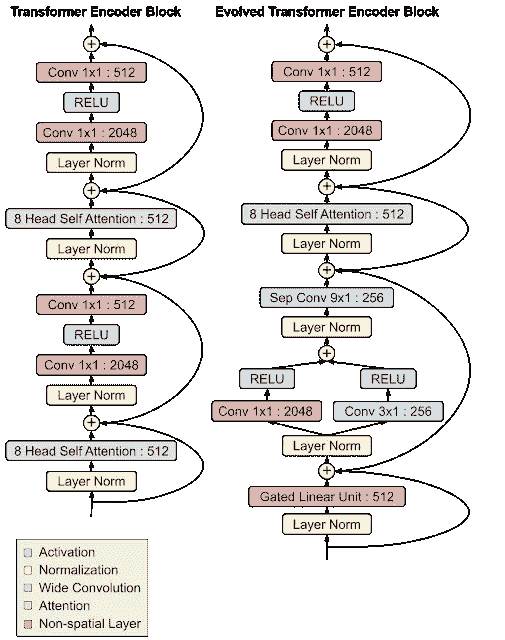 Transformer Encoder Block
Conv 1x1 : 512
RELU
Conv 1x1 : 2048
Layer Norm
8 Head Self Attention : 512
Layer Norm
Conv 1x1 : 512
RELU
Conv 1x1 : 2048
Layer Norm
8 Head Self Attention : 512
Layer Norm
Evolved Transformer Encoder Block
Conv 1x1 : 512
RELU
Conv 1x1 : 2048
Layer Norm
8 Head Self Attention : 512
Layer Norm
Sep Conv 9x1 : 256
Layer Norm
RELU
RELU
Conv 1x1 : 2048
Conv 3x1 : 256
Layer Norm
Gated Linear Unit : 512
Layer Norm
Activation
Normalization
Wide Convolution
Attention
Non-spatial Layer